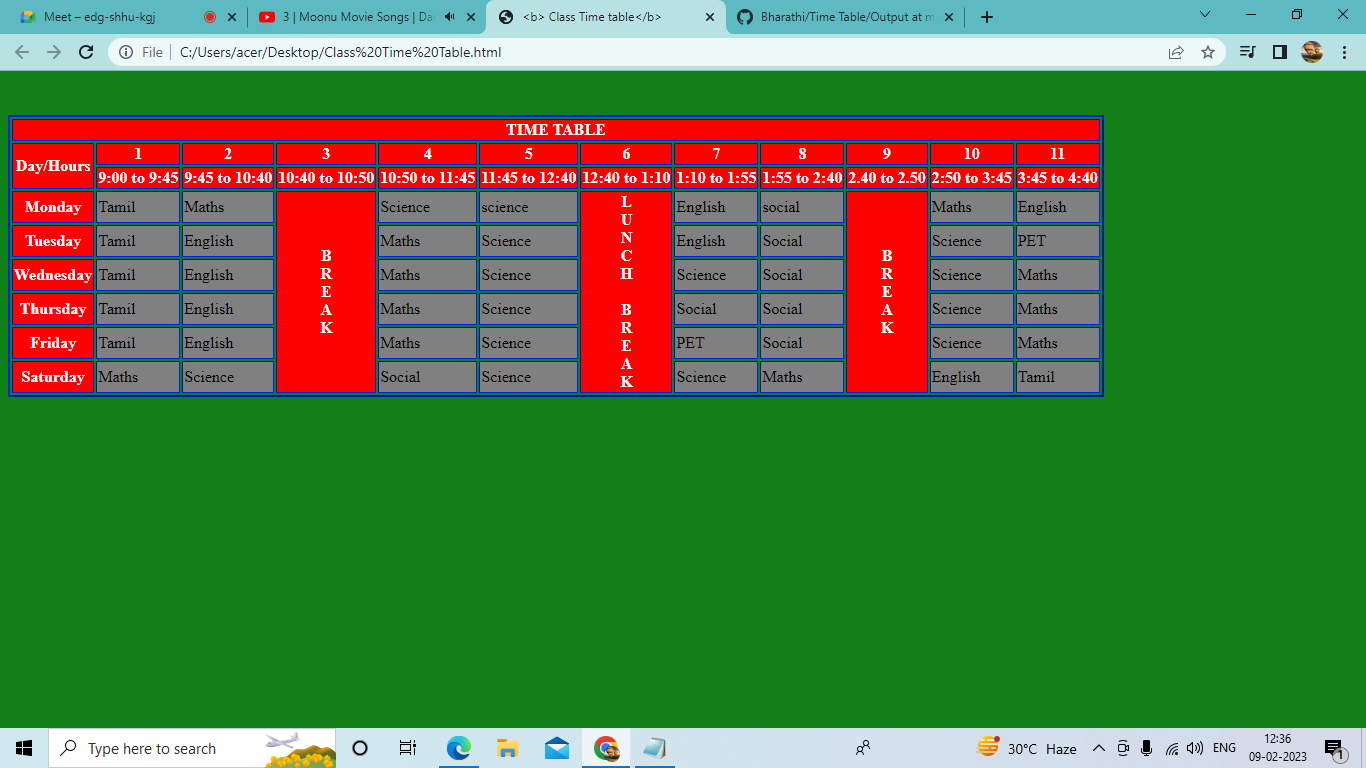 Meet – edg-shhu-kgj
3 | Moonu Movie Songs | Da
<b> Class Time table</b>
Bharathi/Time Table/Output at m
File
C:/Users/acer/Desktop/Class%20Time%20Table.html
TIME TABLE
Day/Hours 1 2 3 4 5 6 7 8 9 10 11
9:00 to 9:45 9:45 to 10:40 10:40 to 10:50 10:50 to 11:45 11:45 to 12:40 12:40 to 1:10 1:10 to 1:55 1:55 to 2:40 2.40 to 2.50 2:50 to 3:45 3:45 to 4:40
Monday Tamil Maths Science science English social Maths English
Tuesday Tamil English Maths Science English Social Science PET
Wednesday Tamil English Maths Science Science Social Science Maths
Thursday Tamil English Maths Science Social Social Science Maths
Friday Tamil English Maths Science PET Social Science Maths
Saturday Maths Science Social Science Science Maths English Tamil
B
R
E
A
K
L
U
N
C
H
B
R
E
A
K
B
R
E
A
K
Type here to search
30°C Haze
ENG
12:36
09-02-2023
1